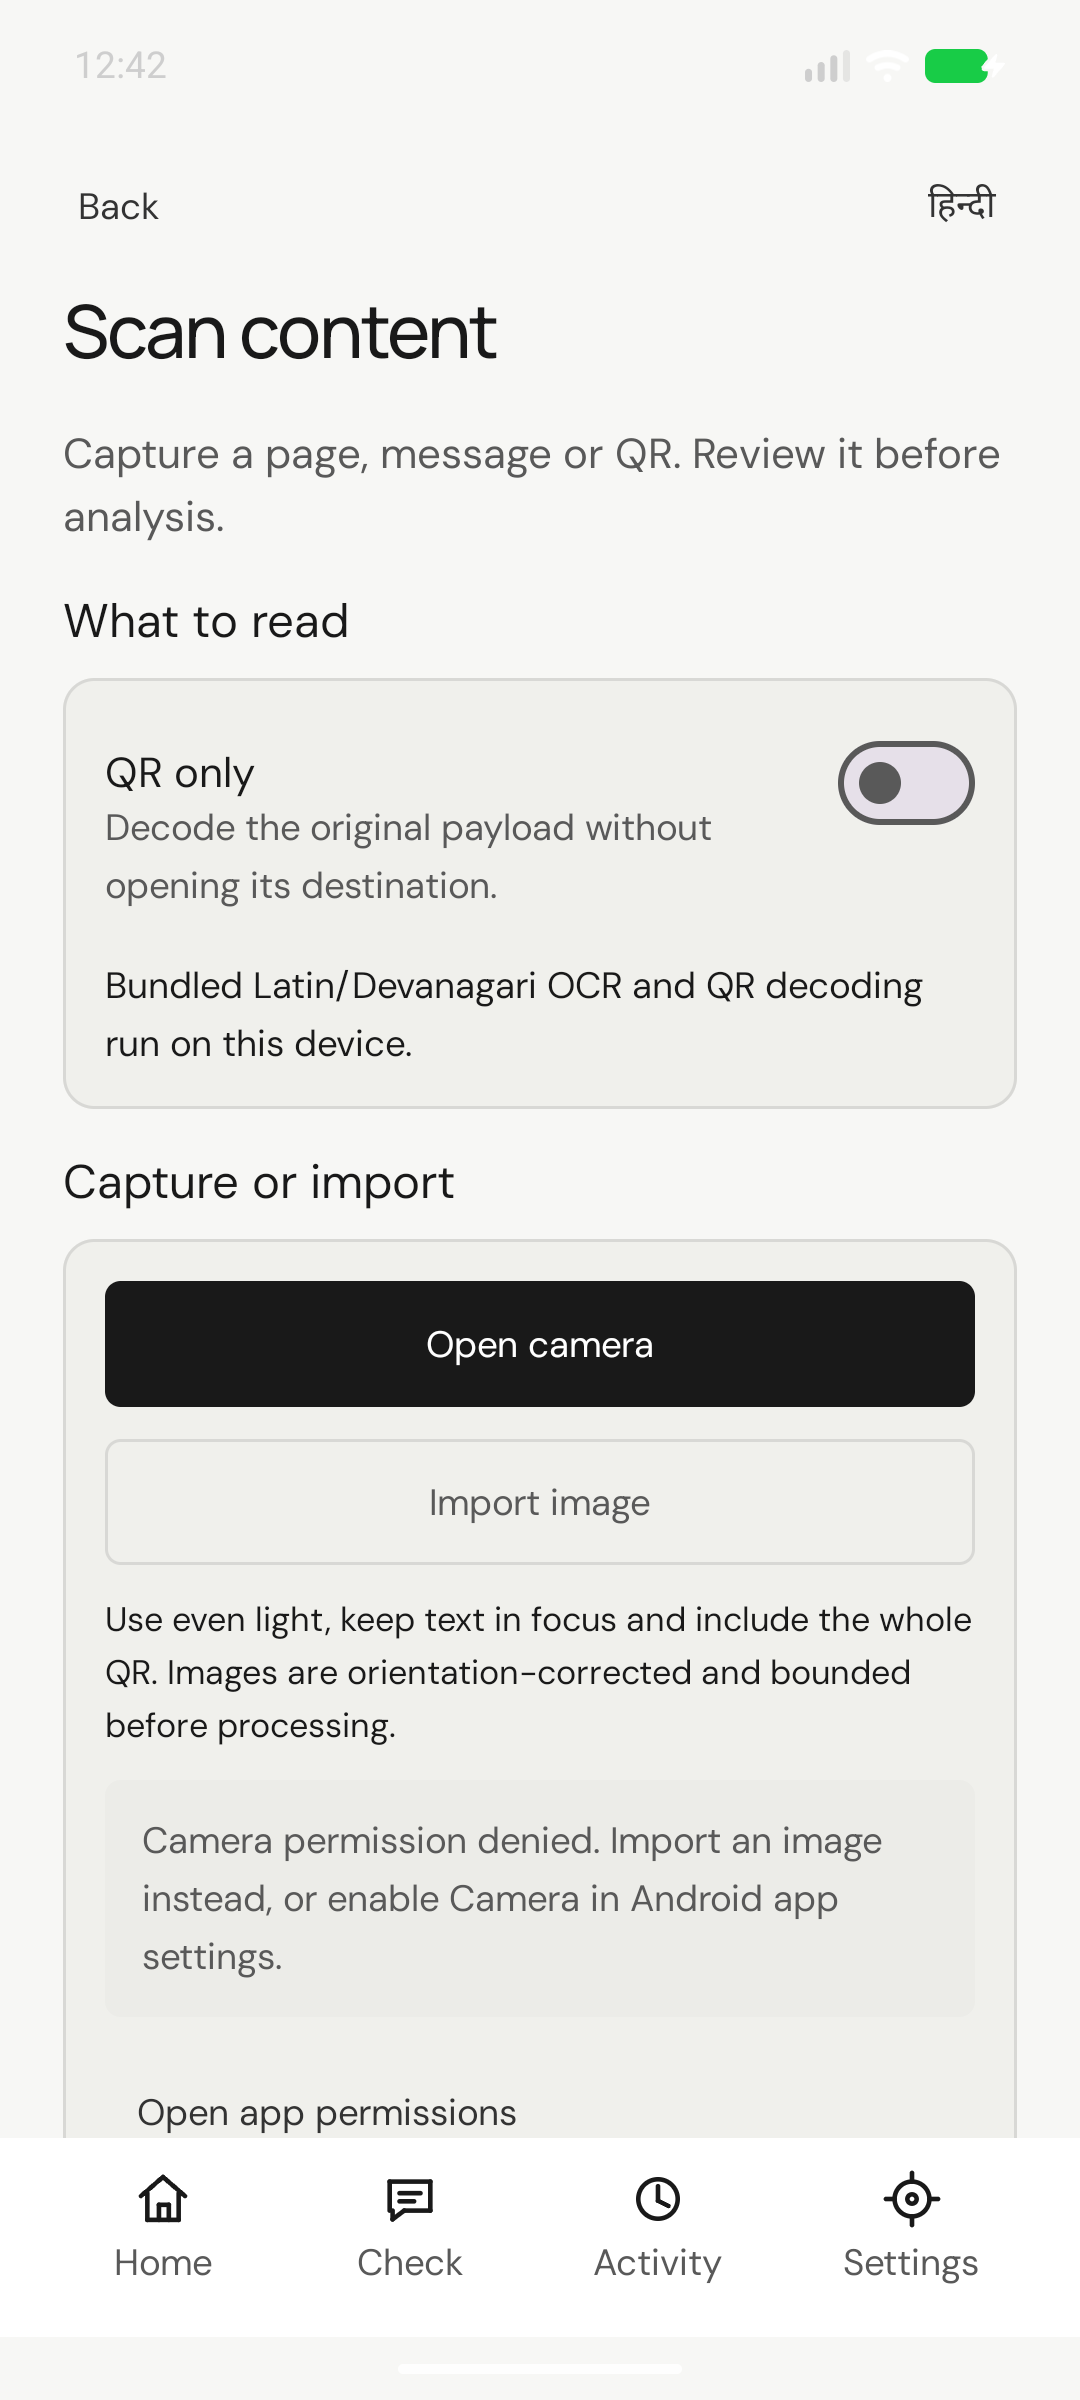 12:42
Back
हिन्दी
Scan content
Capture a page, message or QR. Review it before
analysis.
What to read
QR only
Decode the original payload without
opening its destination.
Bundled Latin/Devanagari OCR and QR decoding
run on this device.
Capture or import
Open camera
Import image
Use even light, keep text in focus and include the whole
QR. Images are orientation-corrected and bounded
before processing.
Camera permission denied. Import an image
instead, or enable Camera in Android app
settings.
Open app permissions
Home
Check
Activity
Settings